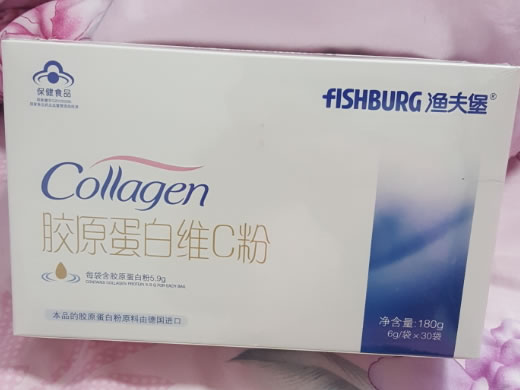 保健食品
FISHBURG 渔夫堡®
Collagen
胶原蛋白维C粉
每袋含胶原蛋白粉5.9g
本品的胶原蛋白粉原料由德国进口
净含量:180g
6g/袋×30袋